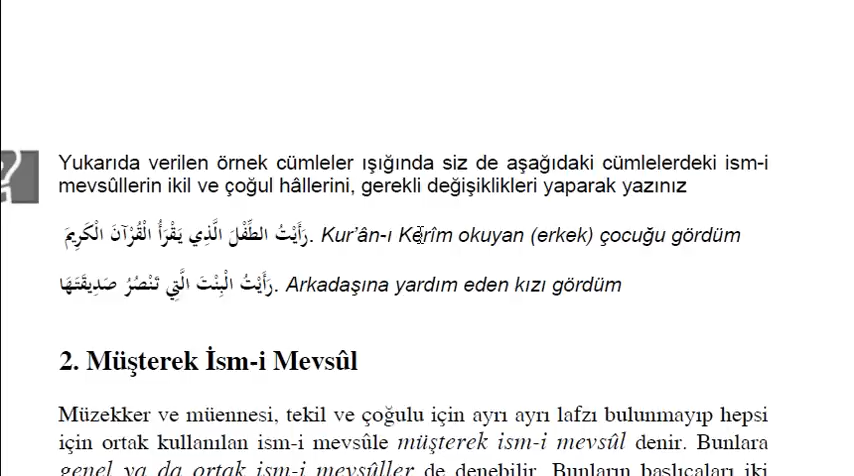 ?
Yukarıda verilen örnek cümleler ışığında siz de aşağıdaki cümlelerdeki ism-i
mevsûllerin ikil ve çoğul hâllerini, gerekli değişiklikleri yaparak yazınız
رَأَيْتُ الطِّفْلَ الَّذِي يَقْرَأُ الْقُرْآنَ الْكَرِيمَ. Kur’ân-ı Kerîm okuyan (erkek) çocuğu gördüm
رَأَيْتُ الْبِنْتَ الَّتِي تَنْصُرُ صَدِيقَتَهَا. Arkadaşına yardım eden kızı gördüm
2. Müşterek İsm-i Mevsûl
Müzekker ve müennesi, tekil ve çoğulu için ayrı ayrı lafzı bulunmayıp hepsi
için ortak kullanılan ism-i mevsûle müşterek ism-i mevsûl denir. Bunlara
genel ya da ortak ism-i mevsûller de denebilir. Bunların başlıcaları iki